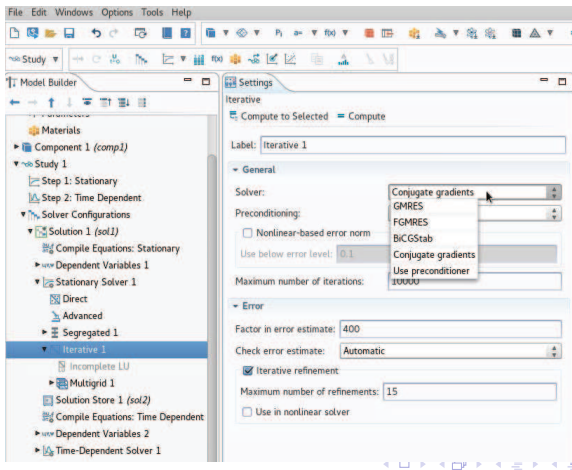 File Edit Windows Options Tools Help
Pi a= f(x)
Study
f(x)
Model Builder
Materials
Component 1 (comp1)
Study 1
Step 1: Stationary
Step 2: Time Dependent
Solver Configurations
Solution 1 (sol1)
Compile Equations: Stationary
Dependent Variables 1
Stationary Solver 1
Direct
Advanced
Segregated 1
Iterative 1
Incomplete LU
Multigrid 1
Solution Store 1 (sol2)
Compile Equations: Time Dependent
Dependent Variables 2
Time-Dependent Solver 1
Settings
Iterative
Compute to Selected = Compute
Label: Iterative 1
General
Solver: Conjugate gradients
GMRES
FGMRES
BiCGStab
Conjugate gradients
Use preconditioner
Preconditioning:
Nonlinear-based error norm
Use below error level: 0.1
Maximum number of iterations: 10000
Error
Factor in error estimate: 400
Check error estimate: Automatic
Iterative refinement
Maximum number of refinements: 15
Use in nonlinear solver